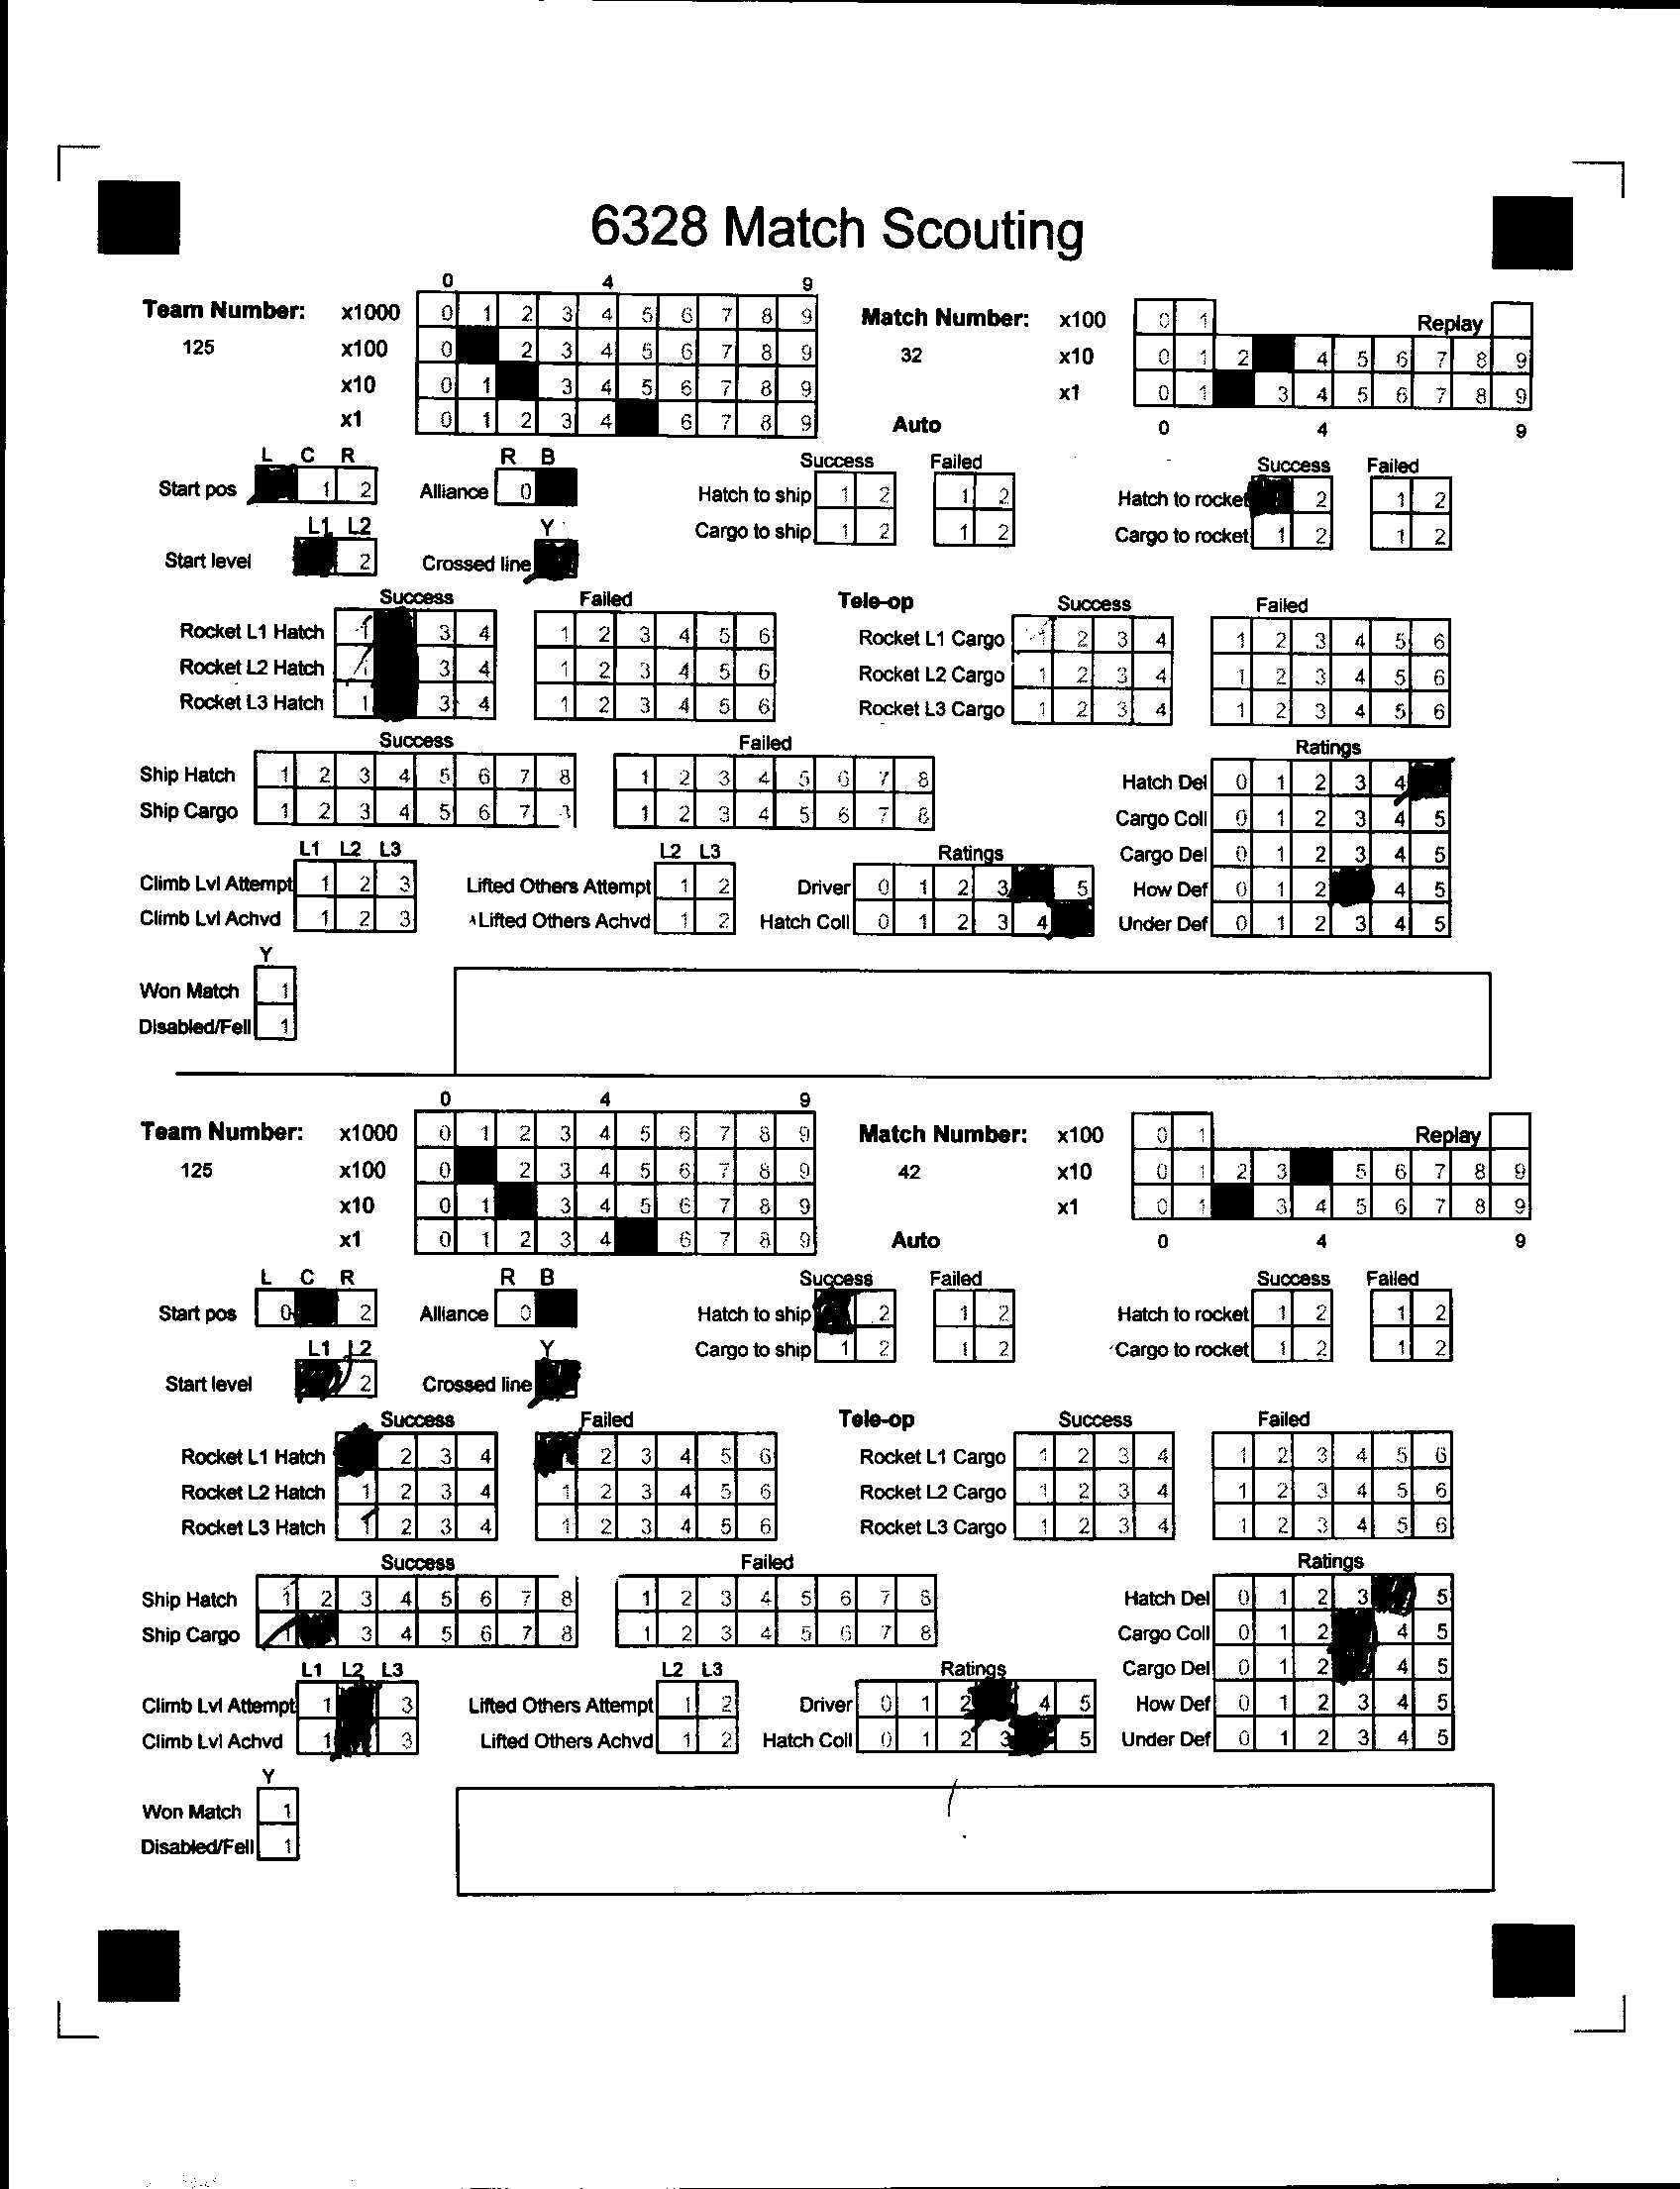 6328 Match Scouting
0 4 9
Team Number: x1000 0 1 2 3 4 5 6 7 8 9 Match Number: x100 0 1 Replay
125 x100 0 2 3 4 5 6 7 8 9 32 x10 0 1 2 4 5 6 7 8 9
x10 0 1 3 4 5 6 7 8 9 x1 0 1 3 4 5 6 7 8 9
x1 0 1 2 3 4 6 7 8 9 Auto 0 4 9
L C R R B Success Failed Success Failed
Start pos 1 2 Alliance 0 Hatch to ship 1 2 1 2 Hatch to rocket 2 1 2
L1 L2 Y Cargo to ship 1 2 1 2 Cargo to rocket 1 2 1 2
Start level 2 Crossed line
Success Failed Tele-op Success Failed
Rocket L1 Hatch 1 3 4 1 2 3 4 5 6 Rocket L1 Cargo 1 2 3 4 1 2 3 4 5 6
Rocket L2 Hatch 1 3 4 1 2 3 4 5 6 Rocket L2 Cargo 1 2 3 4 1 2 3 4 5 6
Rocket L3 Hatch 1 3 4 1 2 3 4 5 6 Rocket L3 Cargo 1 2 3 4 1 2 3 4 5 6
Success Failed Ratings
Ship Hatch 1 2 3 4 5 6 7 8 1 2 3 4 5 6 7 8 Hatch Del 0 1 2 3 4
Ship Cargo 1 2 3 4 5 6 7 1 2 3 4 5 6 7 8 Cargo Coll 0 1 2 3 4 5
L1 L2 L3 L2 L3 Ratings Cargo Del 0 1 2 3 4 5
Climb Lvl Attempt 1 2 3 Lifted Others Attempt 1 2 Driver 0 1 2 3 5 How Def 0 1 2 4 5
Climb Lvl Achvd 1 2 3 Lifted Others Achvd 1 2 Hatch Coll 0 1 2 3 4 Under Def 0 1 2 3 4 5
Y
Won Match 1
Disabled/Fell 1
0 4 9
Team Number: x1000 0 1 2 3 4 5 6 7 8 9 Match Number: x100 0 1 Replay
125 x100 0 2 3 4 5 6 7 8 9 42 x10 0 1 2 3 5 6 7 8 9
x10 0 1 3 4 5 6 7 8 9 x1 0 1 3 4 5 6 7 8 9
x1 0 1 2 3 4 6 7 8 9 Auto 0 4 9
L C R R B Success Failed Success Failed
Start pos 0 2 Alliance 0 Hatch to ship 2 1 2 Hatch to rocket 1 2 1 2
L1 L2 Y Cargo to ship 1 2 1 2 Cargo to rocket 1 2 1 2
Start level 2 Crossed line
Success Failed Tele-op Success Failed
Rocket L1 Hatch 2 3 4 2 3 4 5 6 Rocket L1 Cargo 1 2 3 4 1 2 3 4 5 6
Rocket L2 Hatch 1 2 3 4 1 2 3 4 5 6 Rocket L2 Cargo 1 2 3 4 1 2 3 4 5 6
Rocket L3 Hatch 1 2 3 4 1 2 3 4 5 6 Rocket L3 Cargo 1 2 3 4 1 2 3 4 5 6
Success Failed Ratings
Ship Hatch 1 2 3 4 5 6 7 8 1 2 3 4 5 6 7 8 Hatch Del 0 1 2 3 5
Ship Cargo 1 3 4 5 6 7 8 1 2 3 4 5 6 7 8 Cargo Coll 0 1 2 4 5
L1 L2 L3 L2 L3 Ratings Cargo Del 0 1 2 4 5
Climb Lvl Attempt 1 3 Lifted Others Attempt 1 2 Driver 0 1 2 4 5 How Def 0 1 2 3 4 5
Climb Lvl Achvd 1 3 Lifted Others Achvd 1 2 Hatch Coll 0 1 2 3 5 Under Def 0 1 2 3 4 5
Y
Won Match 1
Disabled/Fell 1